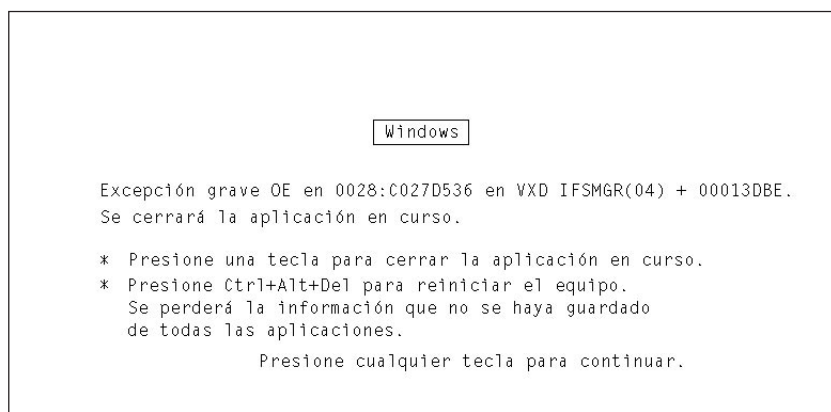 Windows
Excepción grave OE en 0028:C027D536 en VXD IFSMGR(04) + 00013DBE.
Se cerrará la aplicación en curso.
* Presione una tecla para cerrar la aplicación en curso.
* Presione Ctrl+Alt+Del para reiniciar el equipo.
Se perderá la información que no se haya guardado
de todas las aplicaciones.
Presione cualquier tecla para continuar.